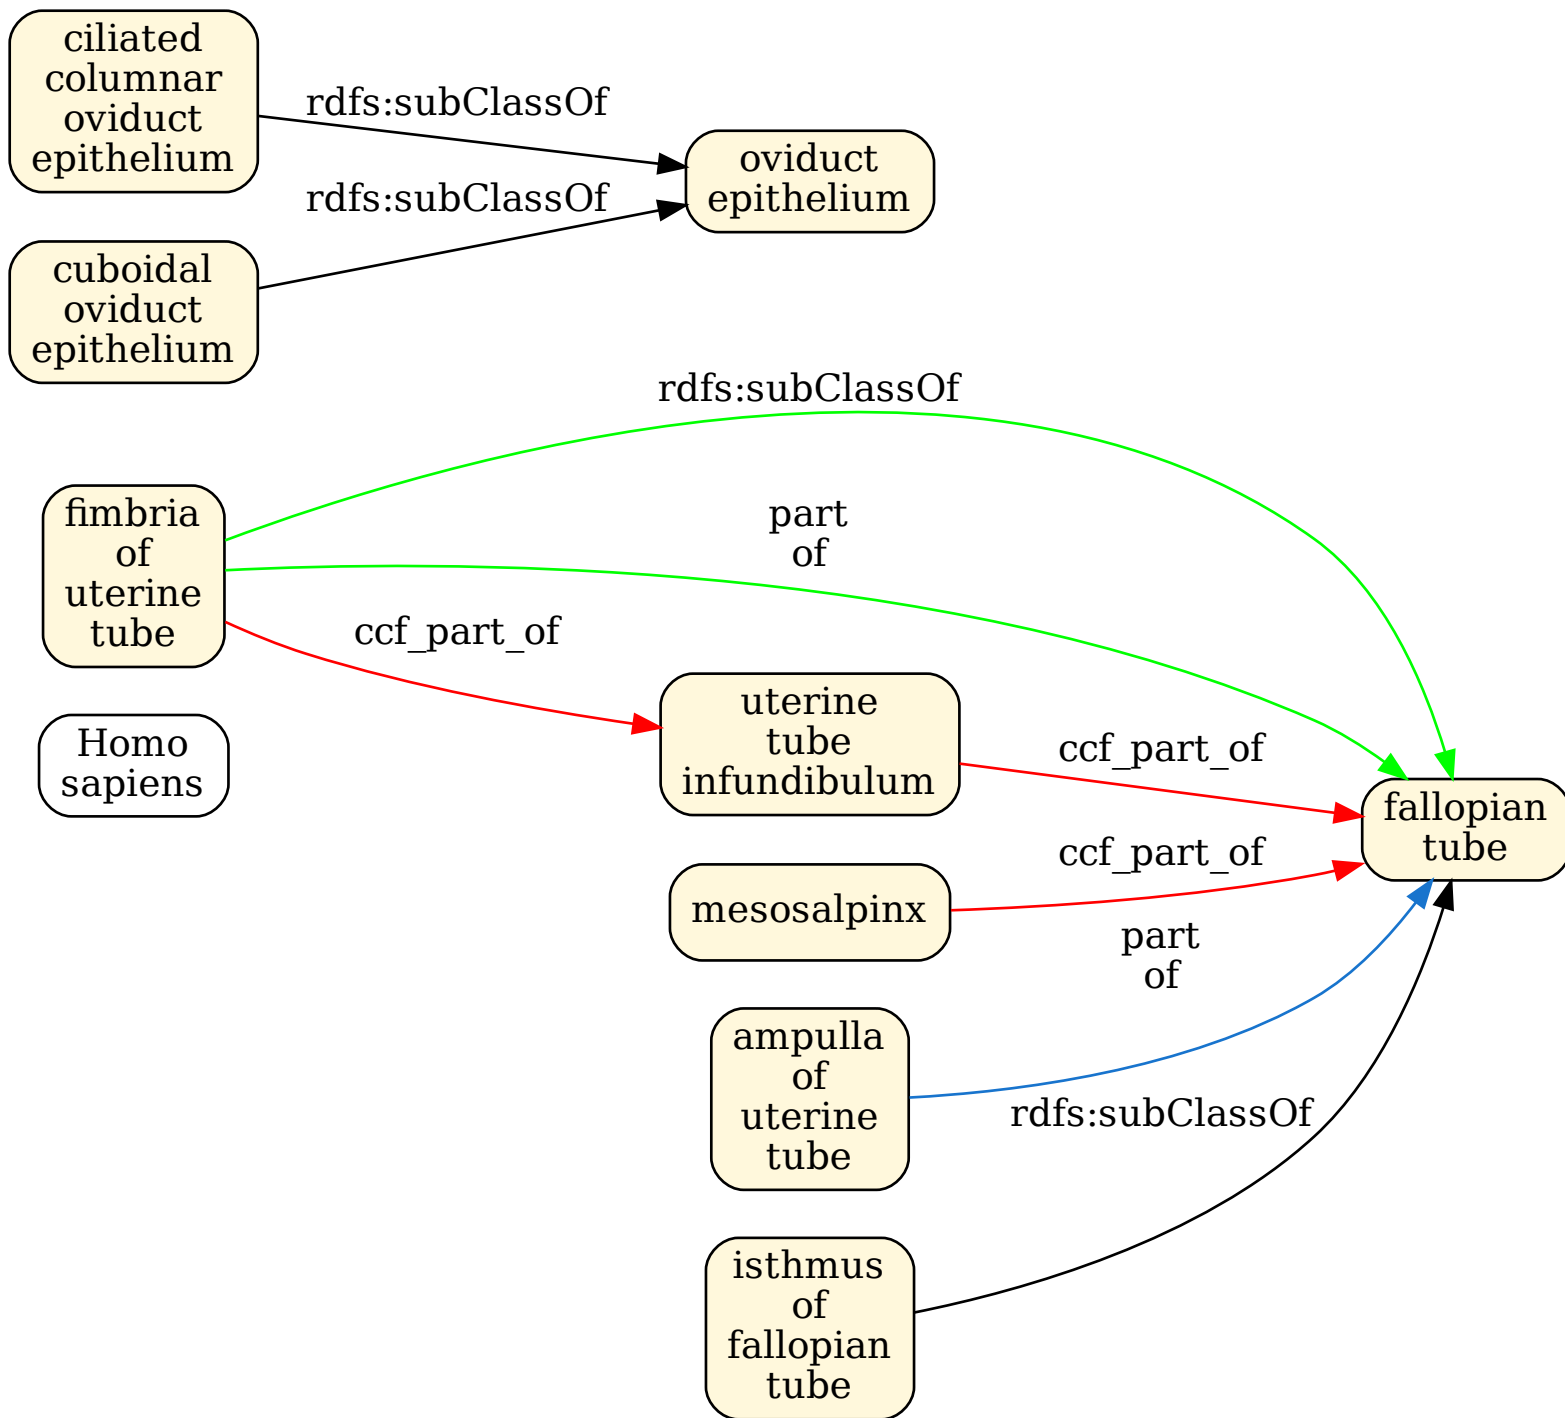 ciliated
columnar
oviduct
epithelium
rdfs:subClassOf
oviduct
epithelium
rdfs:subClassOf
cuboidal
oviduct
epithelium
rdfs:subClassOf
fimbria
of
uterine
tube
part
of
ccf_part_of
Homo
sapiens
uterine
tube
infundibulum
ccf_part_of
fallopian
tube
ccf_part_of
mesosalpinx
part
of
ampulla
of
uterine
tube
rdfs:subClassOf
isthmus
of
fallopian
tube